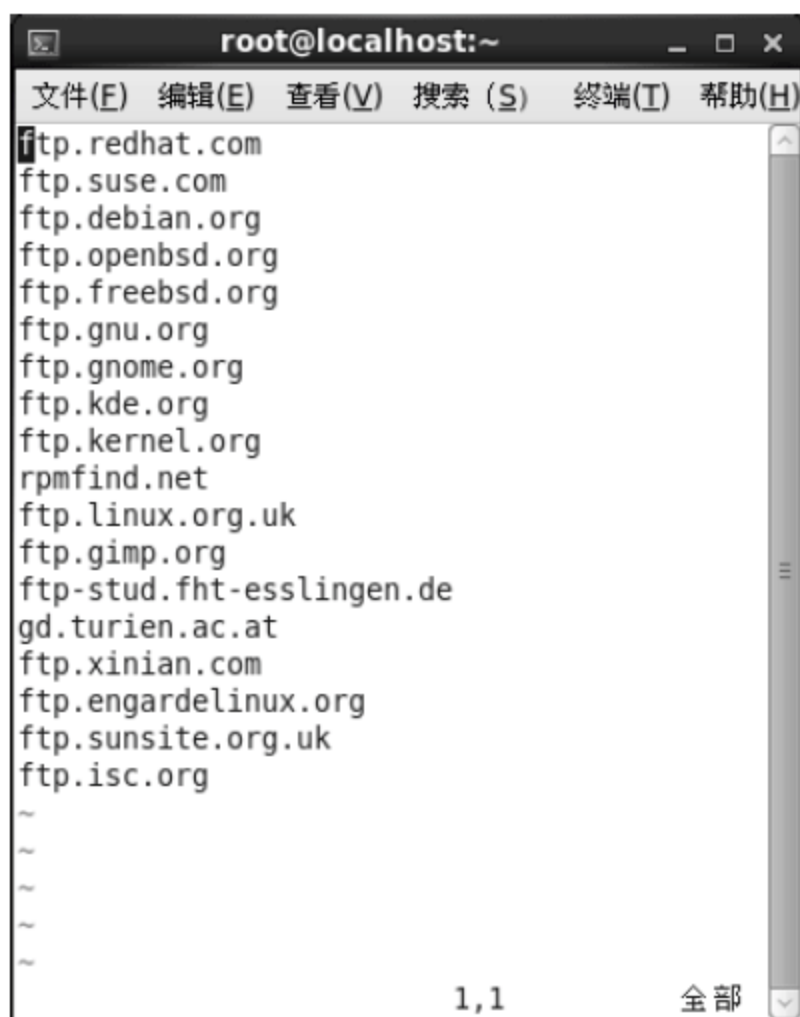 root@localhost:~
文件(F) 编辑(E) 查看(V) 搜索 (S) 终端(T) 帮助(H)
ftp.redhat.com
ftp.suse.com
ftp.debian.org
ftp.openbsd.org
ftp.freebsd.org
ftp.gnu.org
ftp.gnome.org
ftp.kde.org
ftp.kernel.org
rpmfind.net
ftp.linux.org.uk
ftp.gimp.org
ftp-stud.fht-esslingen.de
gd.turien.ac.at
ftp.xinian.com
ftp.engardelinux.org
ftp.sunsite.org.uk
ftp.isc.org
~
~
~
~
~
1,1 全部